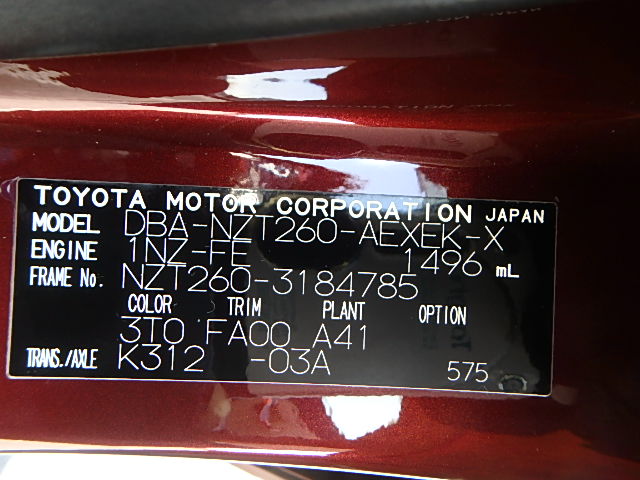 TOYOTA MOTOR CORPORATION JAPAN
MODEL DBA-NZT260-AEXEK-X
ENGINE 1NZ-FE 1496 mL
FRAME No. NZT260-3184785
COLOR TRIM PLANT OPTION
3T0 FA00 A41
TRANS./AXLE K312 -03A 575